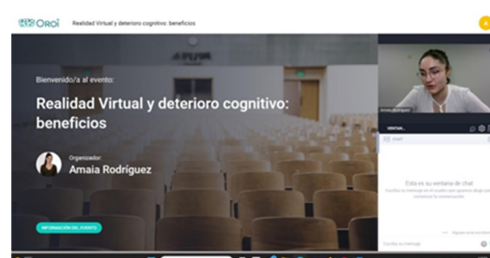 Oroi
Realidad Virtual y deterioro cognitivo: beneficios
Bienvenido/a al evento:
Realidad Virtual y deterioro cognitivo:
beneficios
Organizador:
Amaia Rodríguez
INFORMACIÓN DEL EVENTO
Esta es su ventana de chat